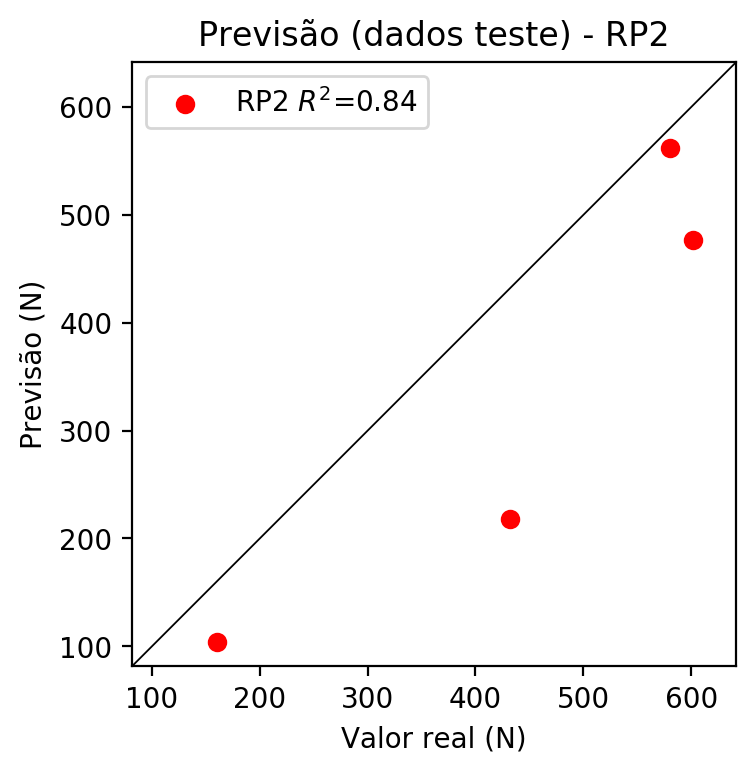 Previsão (dados teste) - RP2
RP2 R²=0.84
Previsão (N)
600
500
400
300
200
100
100 200 300 400 500 600
Valor real (N)